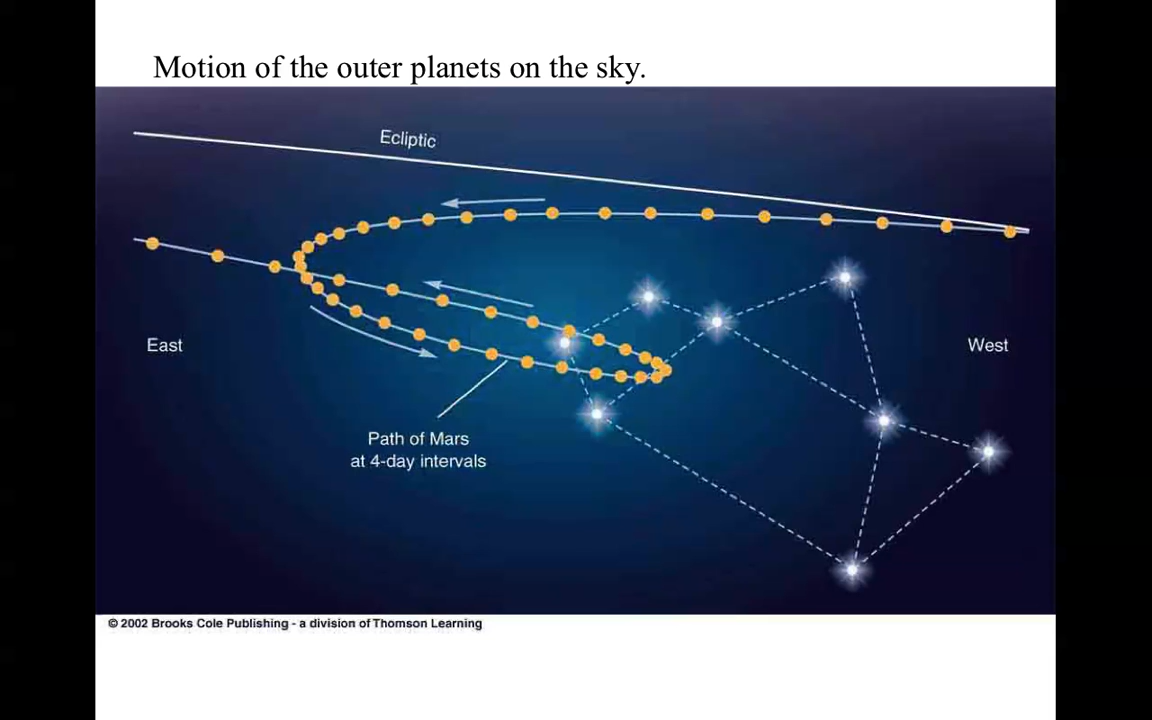 Motion of the outer planets on the sky.
Ecliptic
East
West
Path of Mars
at 4-day intervals
© 2002 Brooks Cole Publishing - a division of Thomson Learning